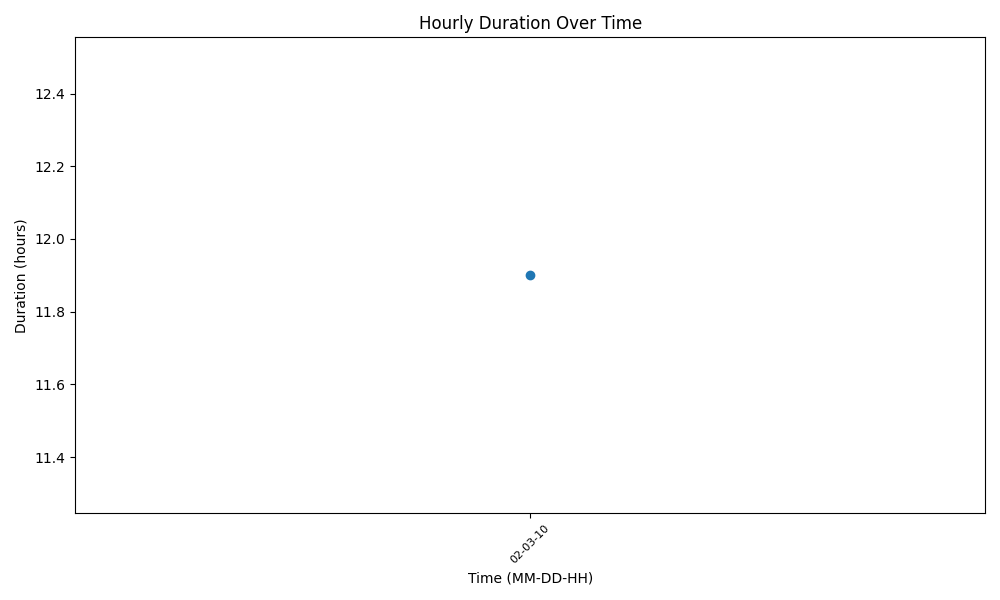 Hourly Duration Over Time
Duration (hours)
12.4
12.2
12.0
11.8
11.6
11.4
02-03-10
Time (MM-DD-HH)